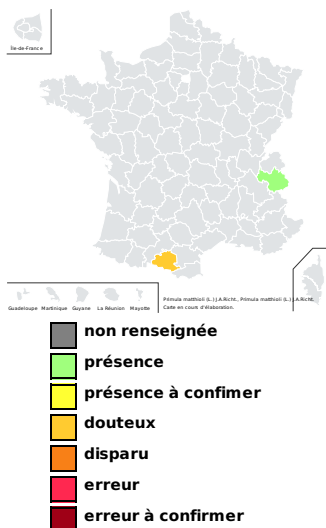 Île-de-France
Guadeloupe Martinique Guyane La Réunion Mayotte
Primula matthioli (L.) J.A.Richt., Primula matthioli (L.) J.A.Richt.
Carte en cours d'élaboration.
non renseignée
présence
présence à confimer
douteux
disparu
erreur
erreur à confirmer